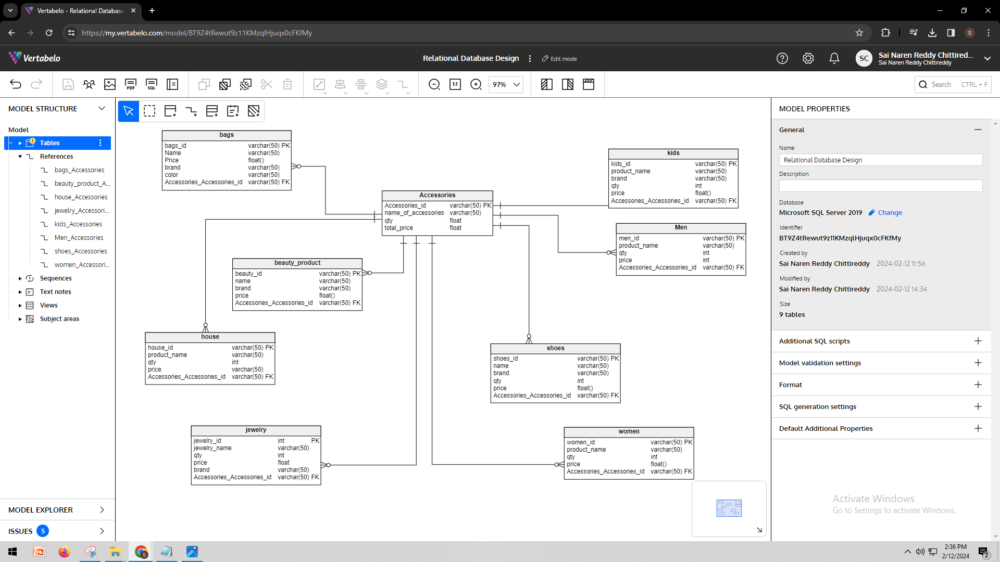 Vertabelo - Relational Database
https://my.vertabelo.com/model/BT9Z4tRewut9z11KMzqlHjuqx0cFKfMy
S
Vertabelo
Relational Database Design
Edit mode
SC
Sai Naren Reddy Chittired...
Sai Naren Reddy Chittireddy
PDF
SQL
1:1
97%
Search CTRL + F
MODEL STRUCTURE
Model
Tables
References
bags_Accessories
beauty_product_A...
house_Accessories
jewelry_Accessori...
kids_Accessories
Men_Accessories
shoes_Accessories
women_Accessori...
Sequences
Text notes
Views
Subject areas
MODEL EXPLORER
ISSUES 5
bags
bags_id varchar(50) PK
Name varchar(50)
Price float()
brand varchar(50)
color varchar(50)
Accessories_Accessories_id varchar(50) FK
kids
kids_id varchar(50) PK
product_name varchar(50)
brand varchar(50)
qty int
price float()
Accessories_Accessories_id varchar(50) FK
Accessories
Accessories_id varchar(50) PK
name_of_accessories varchar(50)
qty float
total_price float
Men
men_id varchar(50) PK
product_name varchar(50)
qty int
price int
Accessories_Accessories_id varchar(50) FK
beauty_product
beauty_id varchar(50) PK
name varchar(50)
brand varchar(50)
price float()
Accessories_Accessories_id varchar(50) FK
house
house_id varchar(50) PK
product_name varchar(50)
qty int
price varchar(50)
Accessories_Accessories_id varchar(50) FK
shoes
shoes_id varchar(50) PK
name varchar(50)
brand varchar(50)
qty int
price float()
Accessories_Accessories_id varchar(50) FK
jewelry
jewelry_id int PK
jewelry_name varchar(50)
qty int
price float
brand varchar(50)
Accessories_Accessories_id varchar(50) FK
women
women_id varchar(50) PK
product_name varchar(50)
qty int
price float()
Accessories_Accessories_id varchar(50) FK
MODEL PROPERTIES
General
Name
Relational Database Design
Description
Database
Microsoft SQL Server 2019 Change
Identifier
BT9Z4tRewut9z11KMzqlHjuqx0cFKfMy
Created by
Sai Naren Reddy Chittireddy 2024-02-12 11:56
Modified by
Sai Naren Reddy Chittireddy 2024-02-12 14:34
Size
9 tables
Additional SQL scripts
Model validation settings
Format
SQL generation settings
Default Additional Properties
Activate Windows
Go to Settings to activate Windows.
2:36 PM
2/12/2024
2